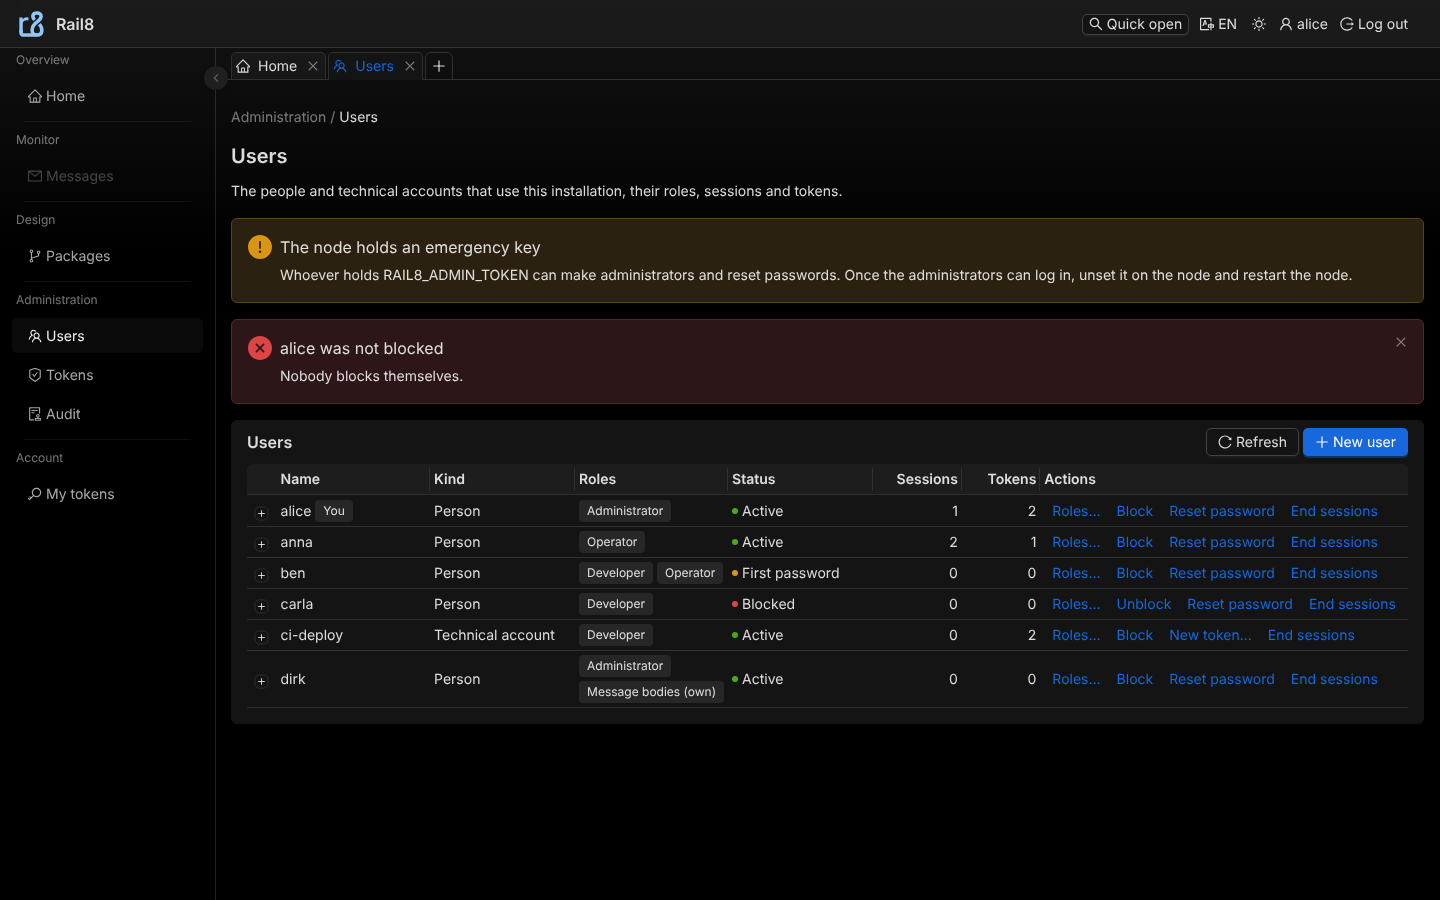 r8 Rail8 Quick open EN alice Log out
Overview
Home
Monitor
Messages
Design
Packages
Administration
Users
Tokens
Audit
Account
My tokens
Home Users
Administration / Users
Users
The people and technical accounts that use this installation, their roles, sessions and tokens.
The node holds an emergency key
Whoever holds RAIL8_ADMIN_TOKEN can make administrators and reset passwords. Once the administrators can log in, unset it on the node and restart the node.
alice was not blocked
Nobody blocks themselves.
Users Refresh New user
Name Kind Roles Status Sessions Tokens Actions
alice You Person Administrator Active 1 2 Roles... Block Reset password End sessions
anna Person Operator Active 2 1 Roles... Block Reset password End sessions
ben Person Developer Operator First password 0 0 Roles... Block Reset password End sessions
carla Person Developer Blocked 0 0 Roles... Unblock Reset password End sessions
ci-deploy Technical account Developer Active 0 2 Roles... Block New token... End sessions
dirk Person Administrator Message bodies (own) Active 0 0 Roles... Block Reset password End sessions